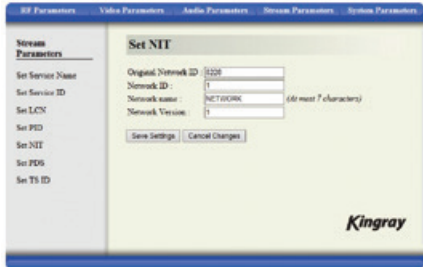 RF Parameters Video Parameters Audio Parameters Stream Parameters System Parameters
Stream
Parameters
Set Service Name
Set Service ID
Set LCN
Set PID
Set NIT
Set PDS
Set TS ID
Set NIT
Original Network ID : 3220
Network ID : 1
Network name : NETWORK (At most 7 characters)
Network Version : 1
Save Settings Cancel Changes
Kingray